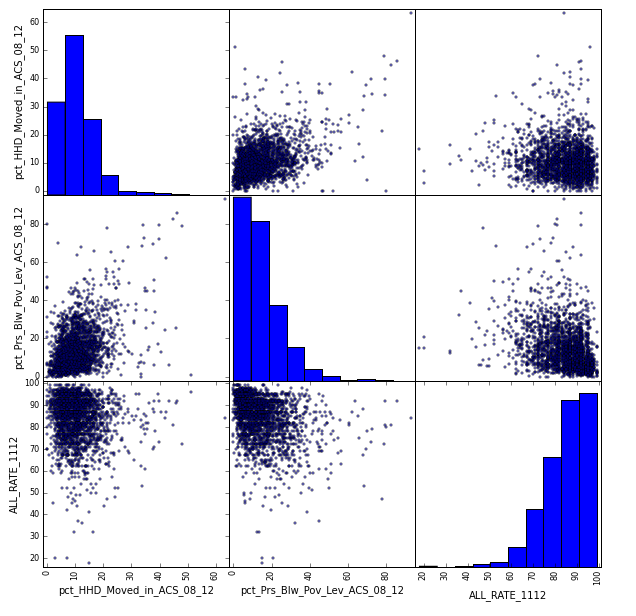 pct_HHD_Moved_in_ACS_08_12
60
50
40
30
20
10
0
pct_Prs_Blw_Pov_Lev_ACS_08_12
80
60
40
20
0
ALL_RATE_1112
100
90
80
70
60
50
40
30
20
0 10 20 30 40 50 60
pct_HHD_Moved_in_ACS_08_12
0 20 40 60 80
pct_Prs_Blw_Pov_Lev_ACS_08_12
20 30 40 50 60 70 80 90 100
ALL_RATE_1112